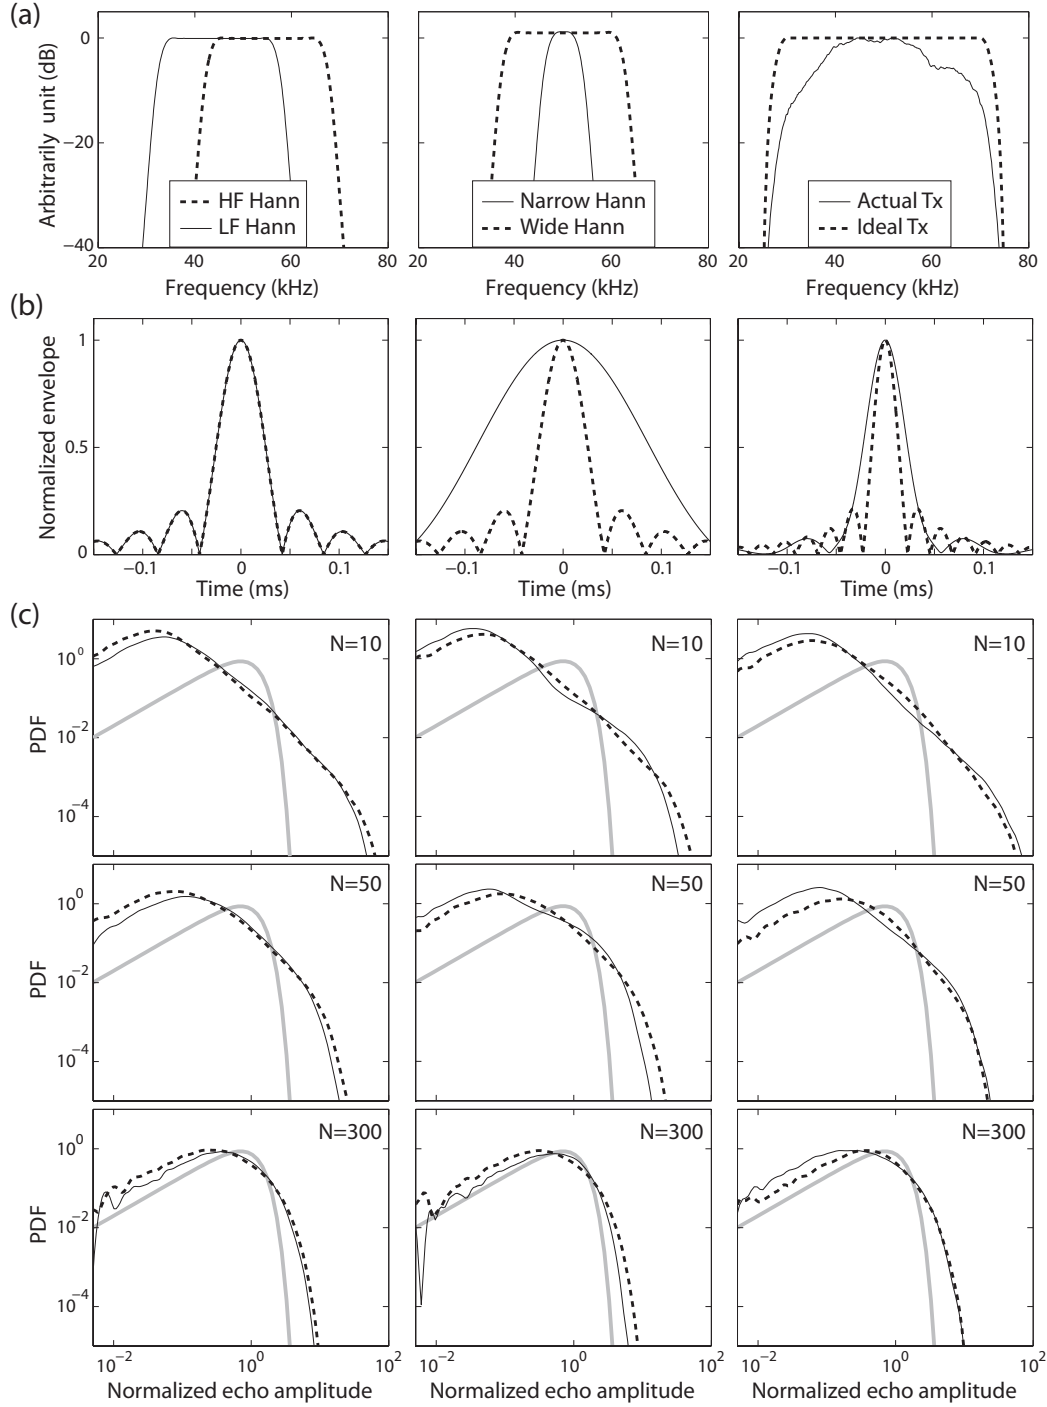 (a)
Arbitrarily unit (dB)
0
−20
−40
HF Hann
LF Hann
20 40 60 80
Frequency (kHz)
Narrow Hann
Wide Hann
20 40 60 80
Frequency (kHz)
Actual Tx
Ideal Tx
20 40 60 80
Frequency (kHz)
(b)
Normalized envelope
1
0.5
0
−0.1 0 0.1
Time (ms)
−0.1 0 0.1
Time (ms)
−0.1 0 0.1
Time (ms)
(c)
PDF
10^0
10^−2
10^−4
N=10
N=10
N=10
PDF
10^0
10^−2
10^−4
N=50
N=50
N=50
PDF
10^0
10^−2
10^−4
N=300
N=300
N=300
10^−2 10^0 10^2
Normalized echo amplitude
10^−2 10^0 10^2
Normalized echo amplitude
10^−2 10^0 10^2
Normalized echo amplitude